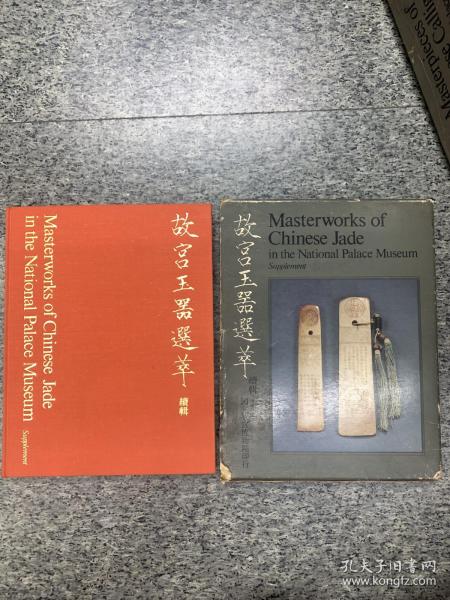 Masterpieces of
故宮玉器選萃
續輯
Masterworks of Chinese Jade
in the National Palace Museum
Supplement
故宮玉器選萃
續輯
Masterworks of
Chinese Jade
in the National Palace Museum
Supplement
孔夫子旧书网
www.kongfz.com